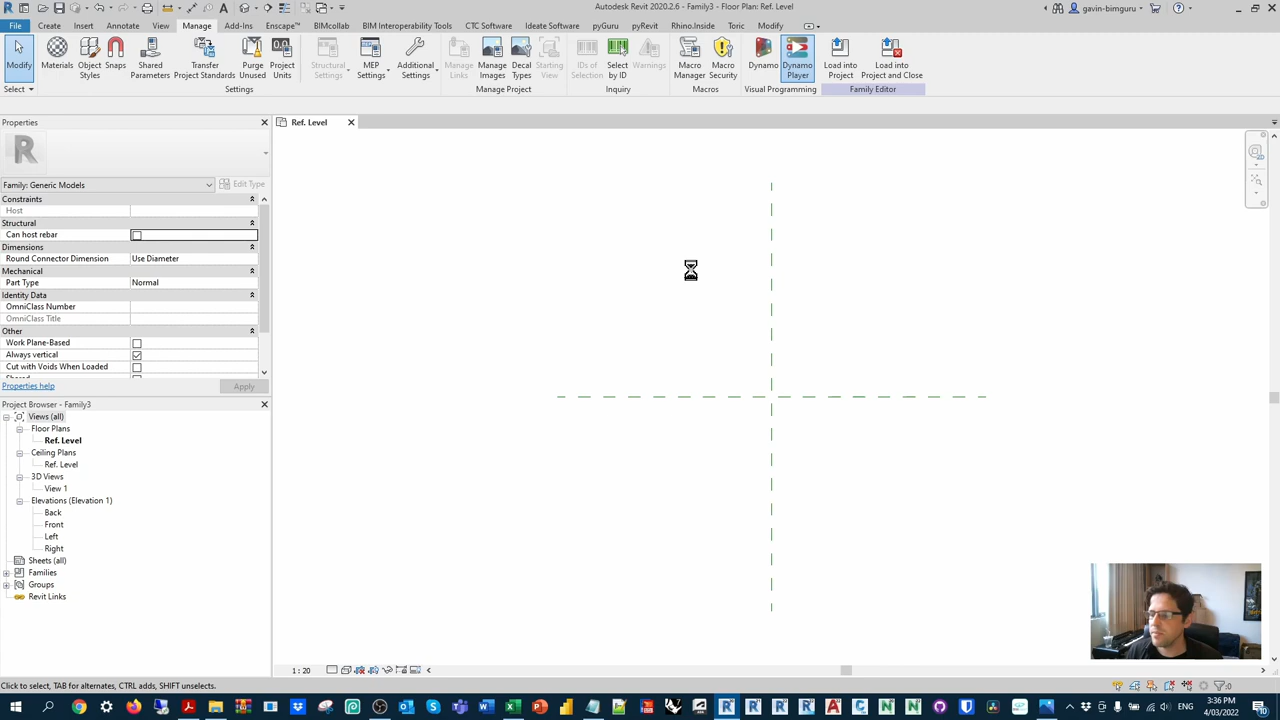 Autodesk Revit 2020.2.6 - Family3 - Floor Plan: Ref. Level
gavin-bimguru
File
Create
Insert
Annotate
View
Manage
Add-Ins
Enscape™
BIMcollab
BIM Interoperability Tools
CTC Software
Ideate Software
pyGuru
pyRevit
Rhino.Inside
Toric
Modify
Modify
Materials
Object Styles
Snaps
Shared Parameters
Transfer Project Standards
Purge Unused
Project Units
Structural Settings
MEP Settings
Additional Settings
Manage Links
Manage Images
Decal Types
Starting View
IDs of Selection
Select by ID
Warnings
Macro Manager
Macro Security
Dynamo
Dynamo Player
Load into Project
Load into Project and Close
Select
Settings
Manage Project
Inquiry
Macros
Visual Programming
Family Editor
Properties
Ref. Level
Family: Generic Models
Edit Type
Constraints
Host
Structural
Can host rebar
Dimensions
Round Connector Dimension Use Diameter
Mechanical
Part Type Normal
Identity Data
OmniClass Number
OmniClass Title
Other
Work Plane-Based
Always vertical
Cut with Voids When Loaded
Properties help
Apply
Project Browser - Family3
Views (all)
Floor Plans
Ref. Level
Ceiling Plans
Ref. Level
3D Views
View 1
Elevations (Elevation 1)
Back
Front
Left
Right
Sheets (all)
Families
Groups
Revit Links
1 : 20
Click to select, TAB for alternates, CTRL adds, SHIFT unselects.
:0
ENG
3:36 PM
4/03/2022